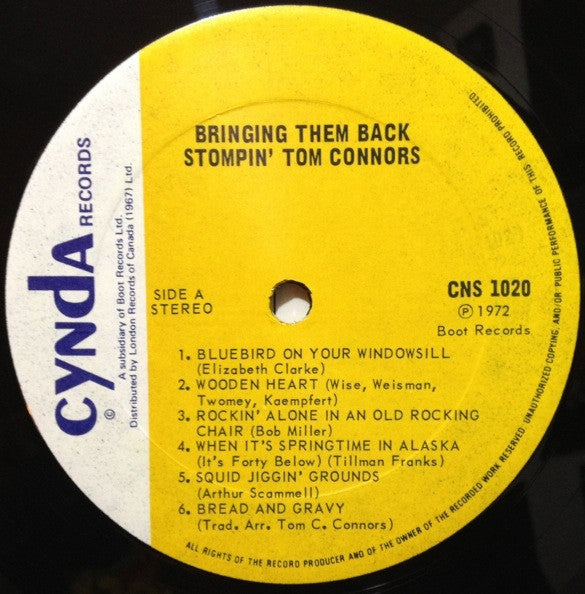 BRINGING THEM BACK
STOMPIN' TOM CONNORS
CYNDA
RECORDS
©
A subsidiary of Boot Records Ltd.
Distributed by London Records of Canada (1967) Ltd.
SIDE A
STEREO
CNS 1020
℗ 1972
Boot Records
1. BLUEBIRD ON YOUR WINDOWSILL
(Elizabeth Clarke)
2. WOODEN HEART (Wise, Weisman,
Twomey, Kaempfert)
3. ROCKIN' ALONE IN AN OLD ROCKING
CHAIR (Bob Miller)
4. WHEN IT'S SPRINGTIME IN ALASKA
(It's Forty Below) (Tillman Franks)
5. SQUID JIGGIN' GROUNDS
(Arthur Scammell)
6. BREAD AND GRAVY
(Trad. Arr. Tom C. Connors)
ALL RIGHTS OF THE RECORD PRODUCER AND OF THE OWNER OF THE RECORDED WORK RESERVED. UNAUTHORIZED COPYING, AND/OR PUBLIC PERFORMANCE OF THIS RECORD PROHIBITED.